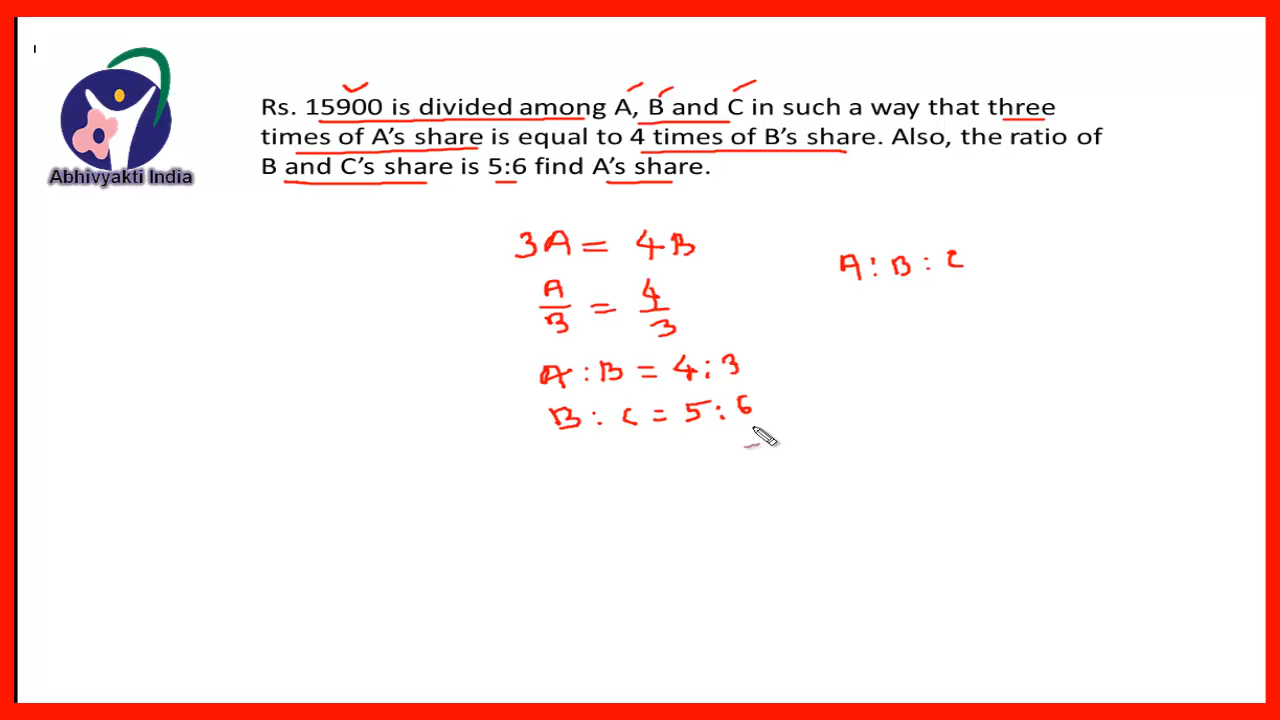 Abhivyakti India
Rs. 15900 is divided among A, B and C in such a way that three
times of A's share is equal to 4 times of B's share. Also, the ratio of
B and C's share is 5:6 find A's share.
3A = 4B
A/B = 4/3
A : B = 4 : 3
B : C = 5 : 6
A : B : C